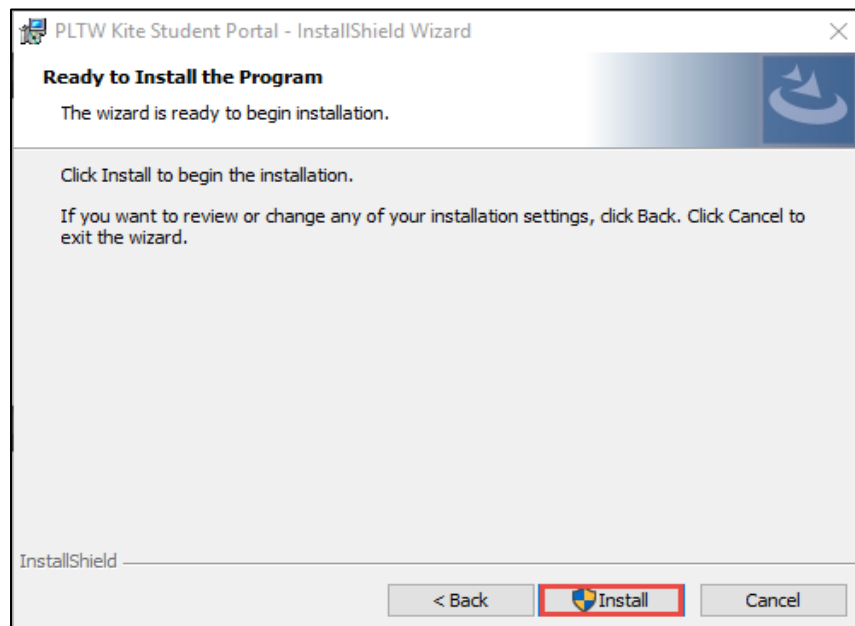 PLTW Kite Student Portal - InstallShield Wizard
Ready to Install the Program
The wizard is ready to begin installation.
Click Install to begin the installation.
If you want to review or change any of your installation settings, click Back. Click Cancel to
exit the wizard.
InstallShield
< Back Install Cancel